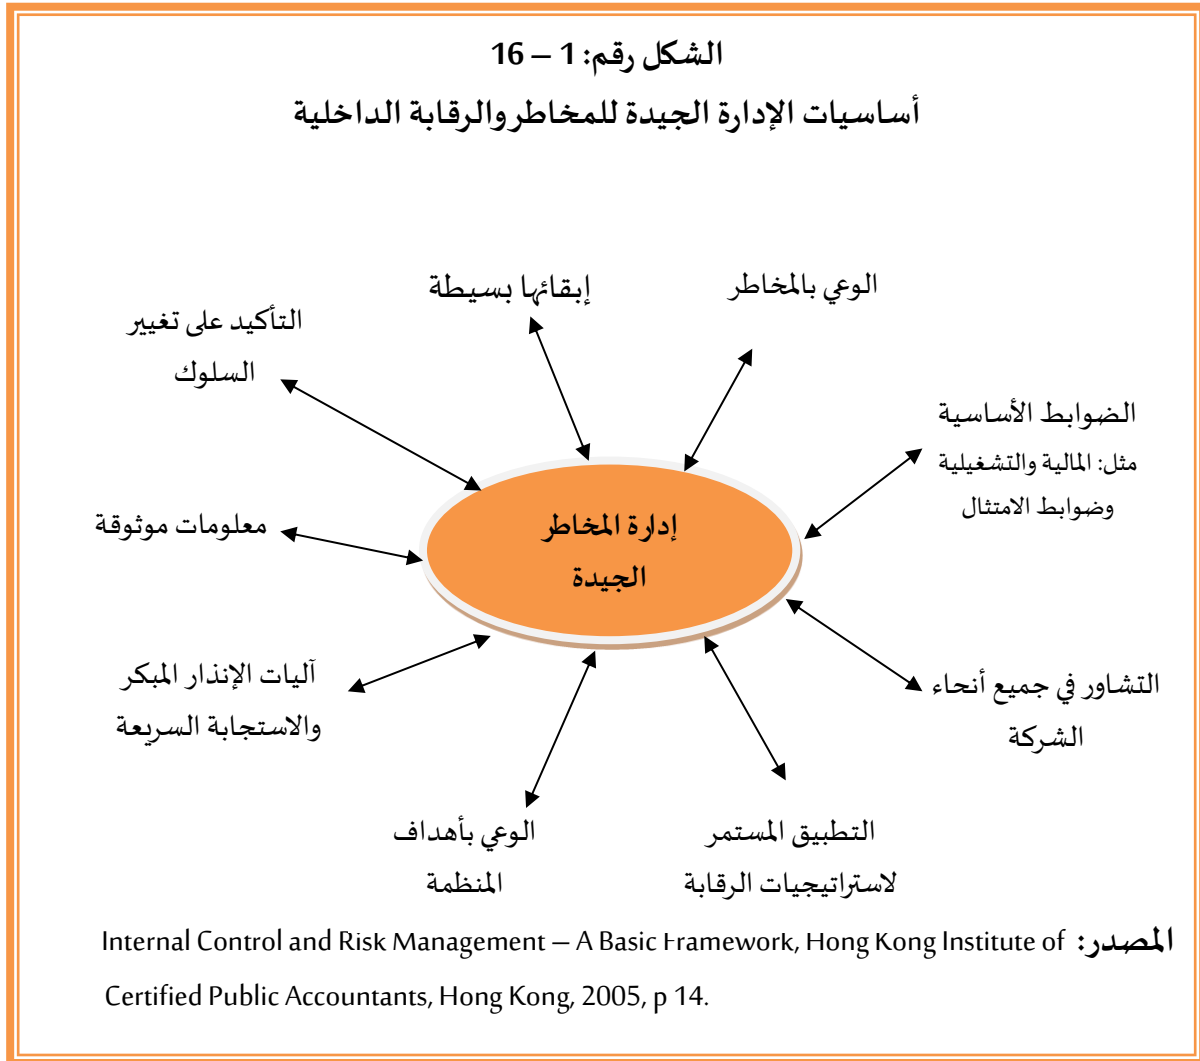 الشكل رقم: 1 – 16
أساسيات الإدارة الجيدة للمخاطر والرقابة الداخلية
الوعي بالمخاطر
إبقائها بسيطة
التأكيد على تغيير
السلوك
الضوابط الأساسية
مثل: المالية والتشغيلية
وضوابط الامتثال
إدارة المخاطر
الجيدة
معلومات موثوقة
التشاور في جميع أنحاء
الشركة
آليات الإنذار المبكر
والاستجابة السريعة
التطبيق المستمر
لاستراتيجيات الرقابة
الوعي بأهداف
المنظمة
المصدر: Internal Control and Risk Management – A Basic Framework, Hong Kong Institute of
Certified Public Accountants, Hong Kong, 2005, p 14.